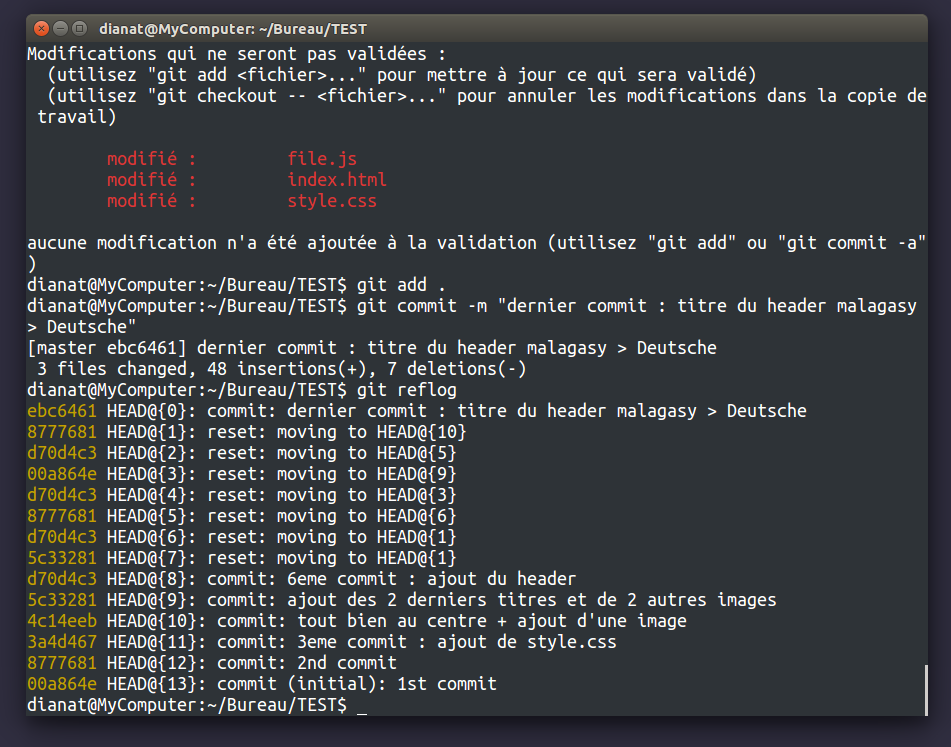 dianat@MyComputer: ~/Bureau/TEST
Modifications qui ne seront pas validées :
  (utilisez "git add <fichier>..." pour mettre à jour ce qui sera validé)
  (utilisez "git checkout -- <fichier>..." pour annuler les modifications dans la copie de
 travail)
        modifié :         file.js
        modifié :         index.html
        modifié :         style.css
aucune modification n'a été ajoutée à la validation (utilisez "git add" ou "git commit -a"
)
dianat@MyComputer:~/Bureau/TEST$ git add .
dianat@MyComputer:~/Bureau/TEST$ git commit -m "dernier commit : titre du header malagasy
> Deutsche"
[master ebc6461] dernier commit : titre du header malagasy > Deutsche
 3 files changed, 48 insertions(+), 7 deletions(-)
dianat@MyComputer:~/Bureau/TEST$ git reflog
ebc6461 HEAD@{0}: commit: dernier commit : titre du header malagasy > Deutsche
8777681 HEAD@{1}: reset: moving to HEAD@{10}
d70d4c3 HEAD@{2}: reset: moving to HEAD@{5}
00a864e HEAD@{3}: reset: moving to HEAD@{9}
d70d4c3 HEAD@{4}: reset: moving to HEAD@{3}
8777681 HEAD@{5}: reset: moving to HEAD@{6}
d70d4c3 HEAD@{6}: reset: moving to HEAD@{1}
5c33281 HEAD@{7}: reset: moving to HEAD@{1}
d70d4c3 HEAD@{8}: commit: 6eme commit : ajout du header
5c33281 HEAD@{9}: commit: ajout des 2 derniers titres et de 2 autres images
4c14eeb HEAD@{10}: commit: tout bien au centre + ajout d'une image
3a4d467 HEAD@{11}: commit: 3eme commit : ajout de style.css
8777681 HEAD@{12}: commit: 2nd commit
00a864e HEAD@{13}: commit (initial): 1st commit
dianat@MyComputer:~/Bureau/TEST$ _